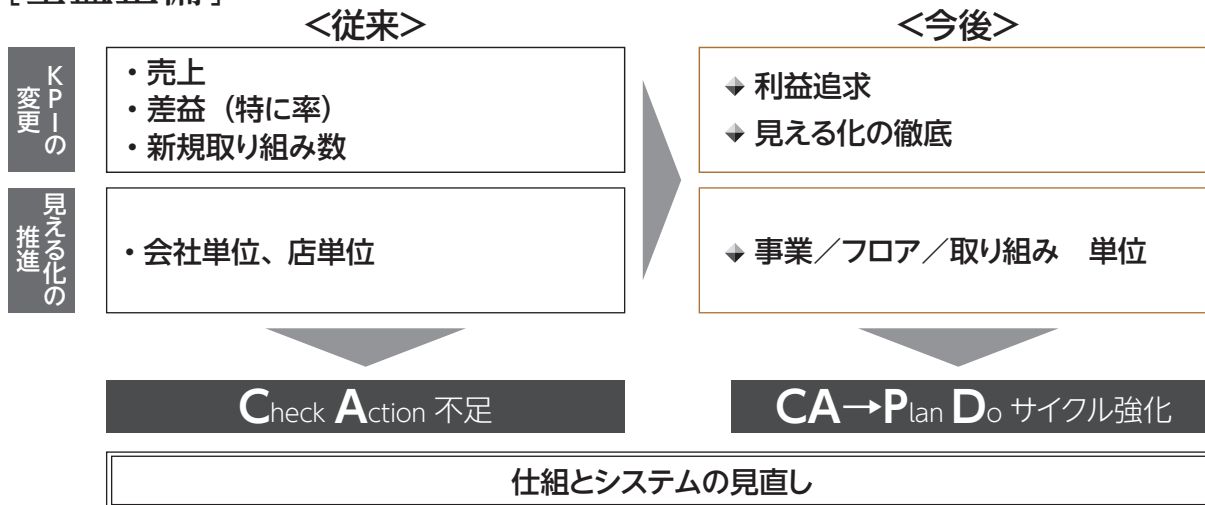 <従来>
<今後>
KPIの
変更
・売上
・差益（特に率）
・新規取り組み数
利益追求
見える化の徹底
見える化の
推進
・会社単位、店単位
事業／フロア／取り組み　単位
Check Action 不足
CA→Plan Do サイクル強化
仕組とシステムの見直し